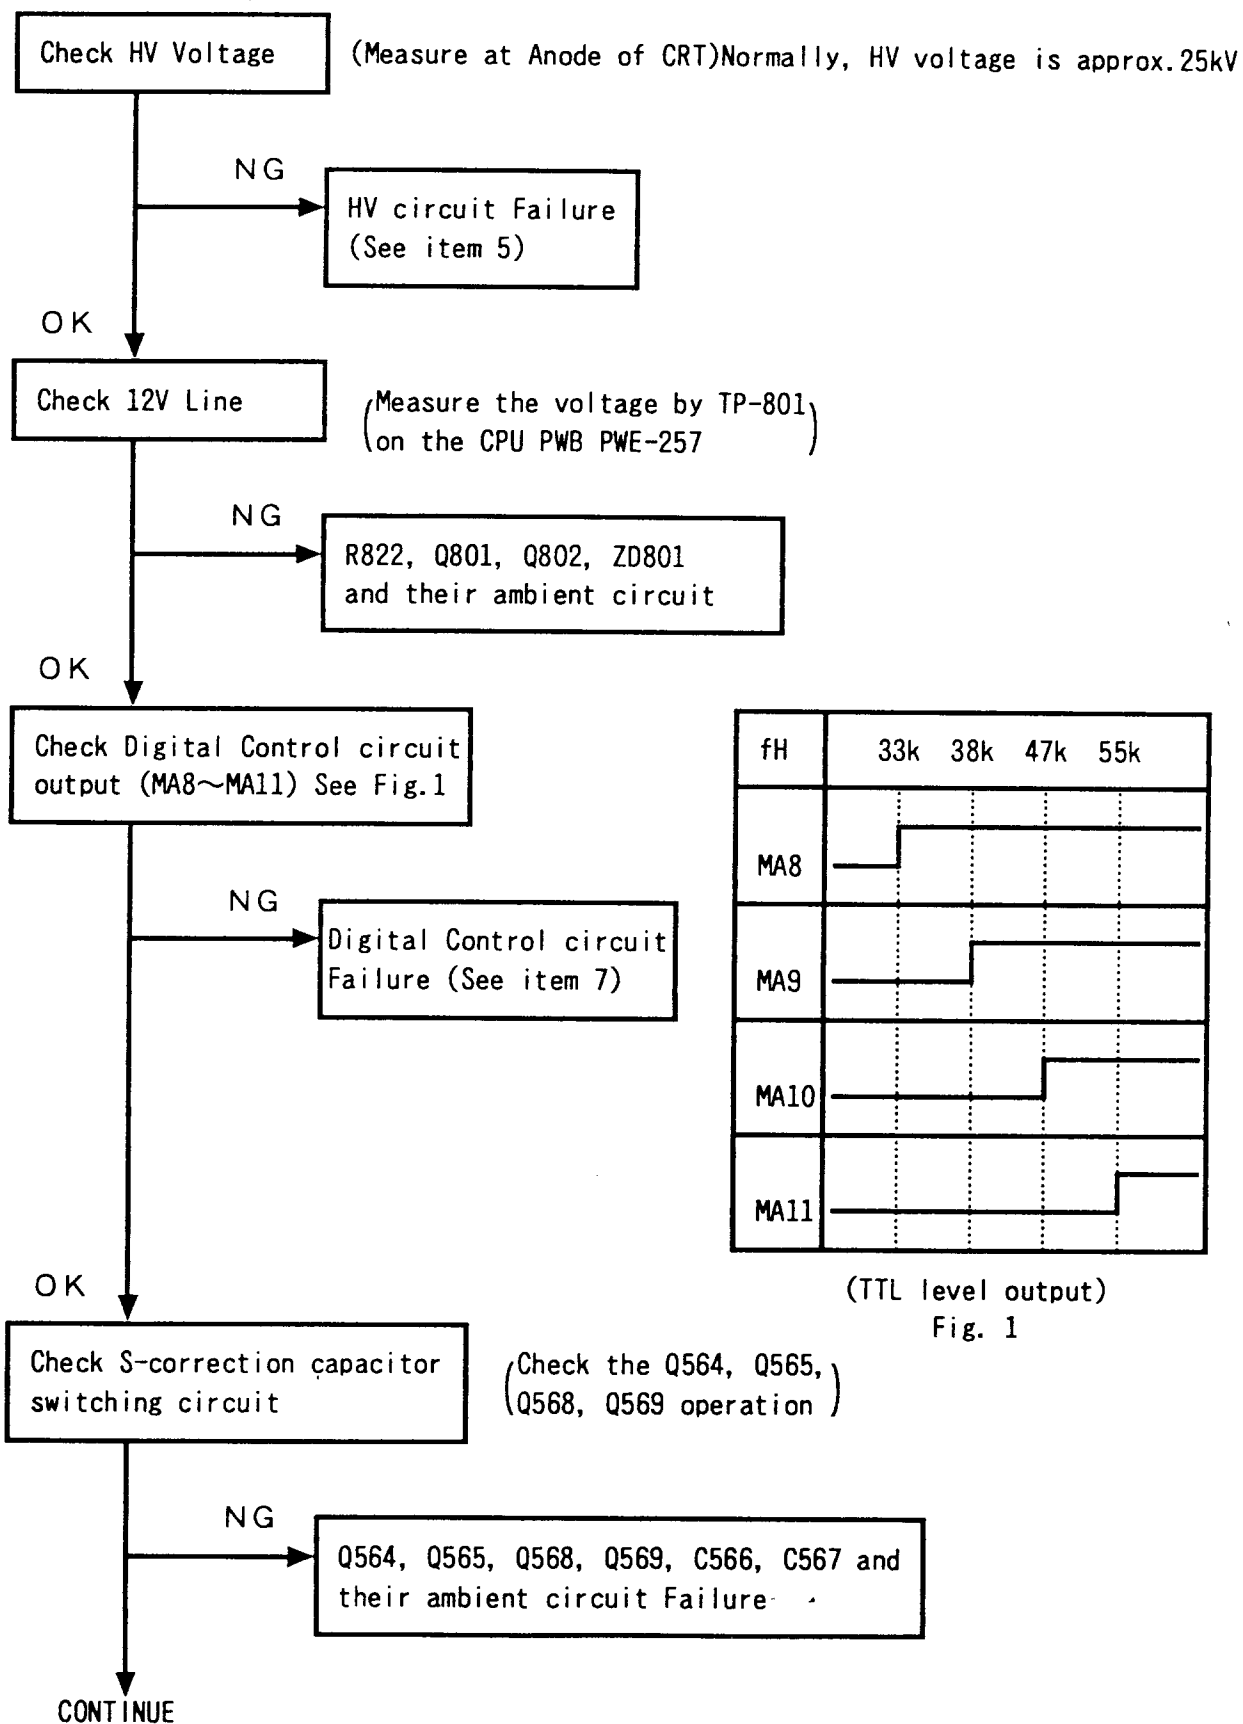 Check HV Voltage
(Measure at Anode of CRT)Normally, HV voltage is approx.25kV
NG
HV circuit Failure
(See item 5)
OK
Check 12V Line
(Measure the voltage by TP-801
on the CPU PWB PWE-257)
NG
R822, Q801, Q802, ZD801
and their ambient circuit
OK
Check Digital Control circuit
output (MA8~MA11) See Fig.1
NG
Digital Control circuit
Failure (See item 7)
fH 33k 38k 47k 55k
MA8
MA9
MA10
MA11
(TTL level output)
Fig. 1
OK
Check S-correction capacitor
switching circuit
(Check the Q564, Q565,
Q568, Q569 operation)
NG
Q564, Q565, Q568, Q569, C566, C567 and
their ambient circuit Failure
CONTINUE